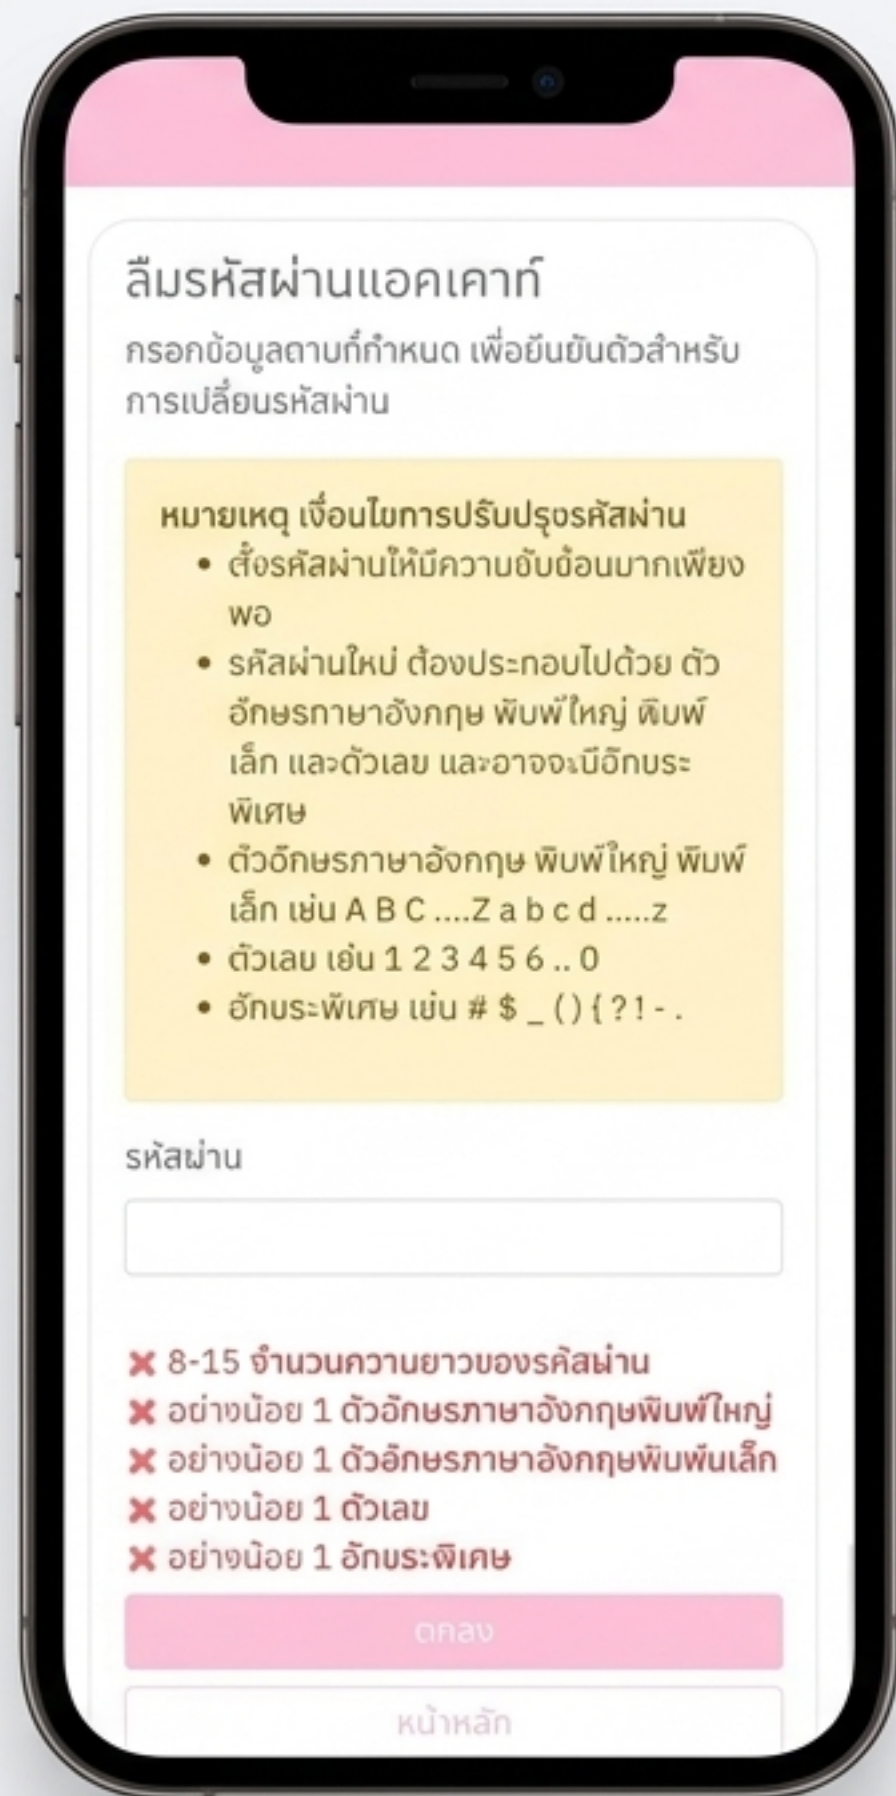 ลืมรหัสผ่านแอคเคาท์
กรอกข้อมูลตามที่กำหนด เพื่อยืนยันตัวสำหรับ
การเปลี่ยนรหัสผ่าน
หมายเหตุ เงื่อนไขการปรับปรุงรหัสผ่าน
ตั้งรหัสผ่านให้มีความซับซ้อนมากเพียง
พอ
รหัสผ่านใหม่ ต้องประกอบไปด้วย ตัว
อักษรภาษาอังกฤษ พิมพ์ใหญ่ พิมพ์
เล็ก และตัวเลข และอาจจะมีอักขระ
พิเศษ
ตัวอักษรภาษาอังกฤษ พิมพ์ใหญ่ พิมพ์
เล็ก เช่น A B C ....Z a b c d .....z
ตัวเลข เช่น 1 2 3 4 5 6 .. 0
อักขระพิเศษ เช่น # $ _ ( ) { ? ! - .
รหัสผ่าน
8-15 จำนวนความยาวของรหัสผ่าน
อย่างน้อย 1 ตัวอักษรภาษาอังกฤษพิมพ์ใหญ่
อย่างน้อย 1 ตัวอักษรภาษาอังกฤษพิมพ์เล็ก
อย่างน้อย 1 ตัวเลข
อย่างน้อย 1 อักขระพิเศษ
ตกลง
หน้าหลัก